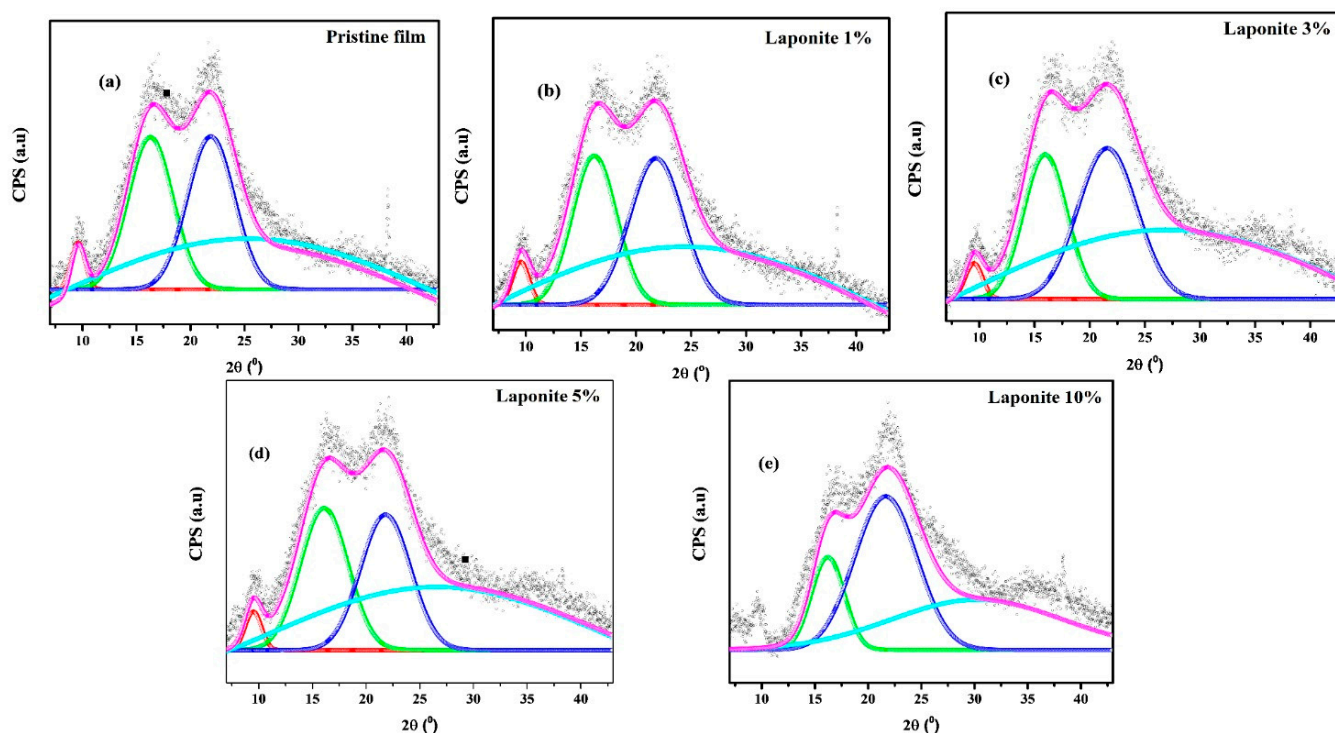 Pristine film
(a)
CPS (a.u)
10 15 20 25 30 35 40
2θ (⁰)
Laponite 1%
(b)
CPS (a.u)
10 15 20 25 30 35 40
2θ (⁰)
Laponite 3%
(c)
CPS (a.u)
10 15 20 25 30 35 40
2θ (⁰)
Laponite 5%
(d)
CPS (a.u)
10 15 20 25 30 35 40
2θ (⁰)
Laponite 10%
(e)
CPS (a.u)
10 15 20 25 30 35 40
2θ (⁰)